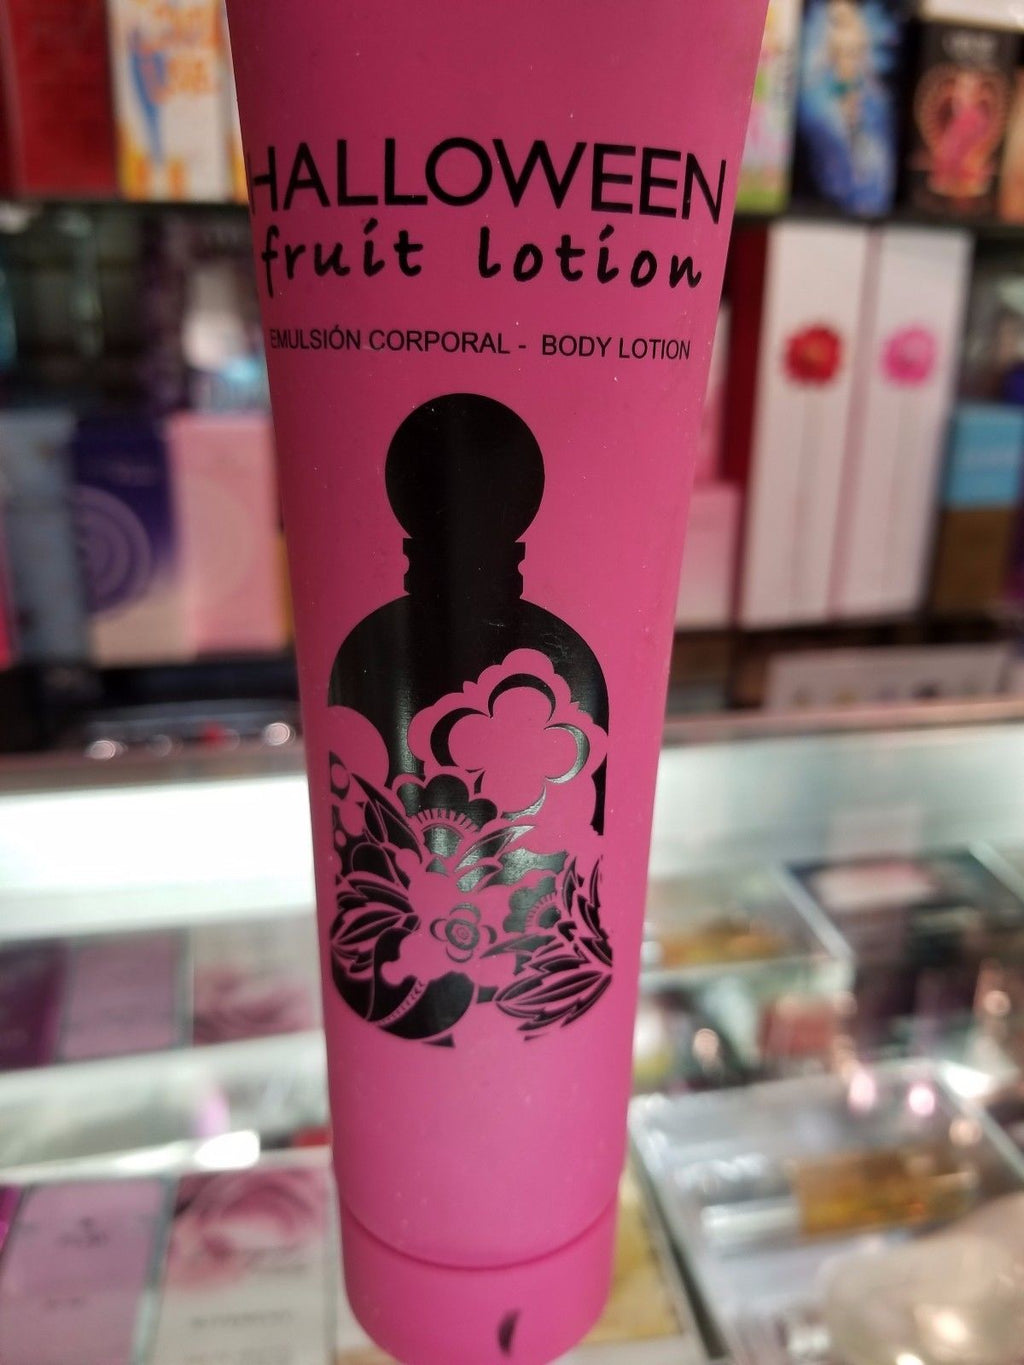 HALLOWEEN
fruit lotion
EMULSIÓN CORPORAL - BODY LOTION